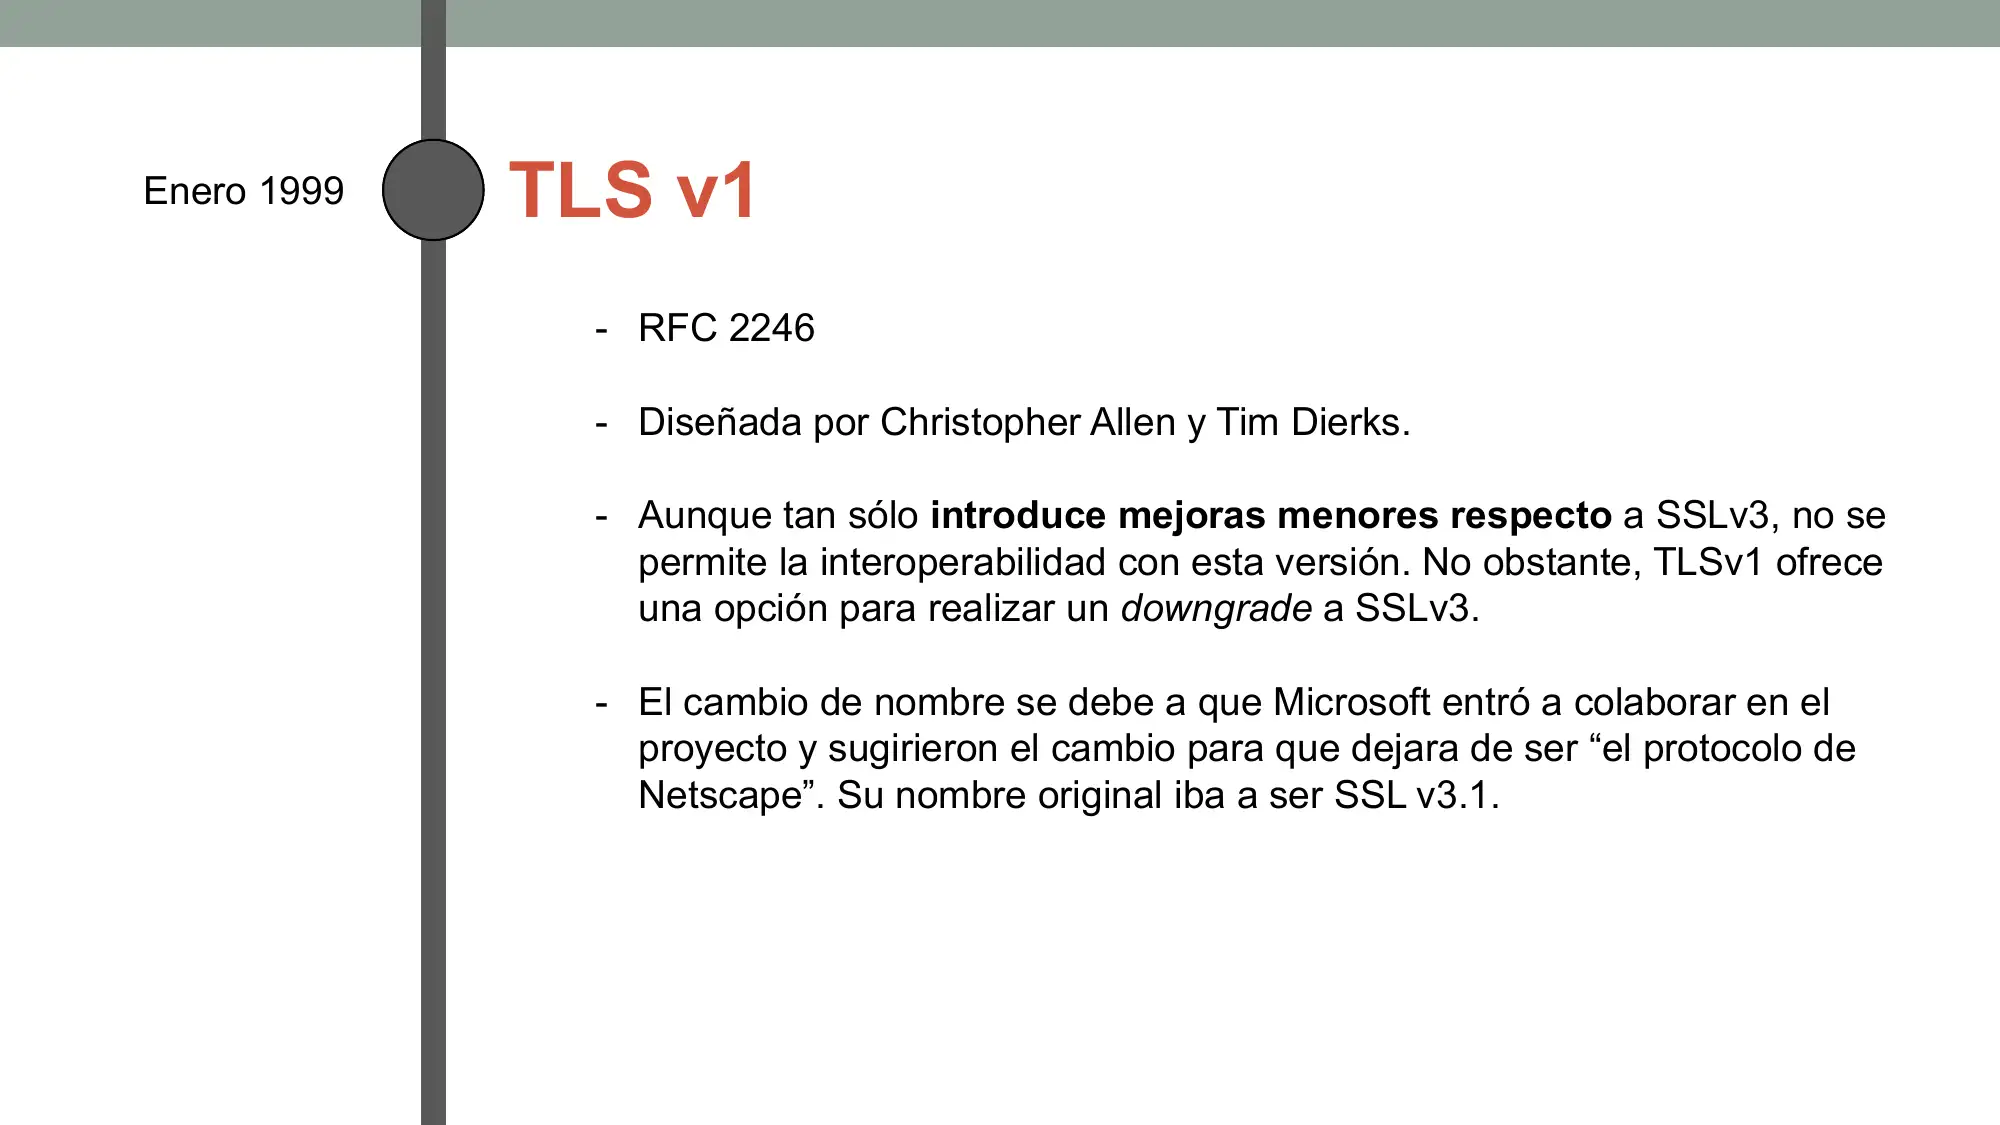 Enero 1999
TLS v1
- RFC 2246
- Diseñada por Christopher Allen y Tim Dierks.
- Aunque tan sólo introduce mejoras menores respecto a SSLv3, no se
permite la interoperabilidad con esta versión. No obstante, TLSv1 ofrece
una opción para realizar un downgrade a SSLv3.
- El cambio de nombre se debe a que Microsoft entró a colaborar en el
proyecto y sugirieron el cambio para que dejara de ser “el protocolo de
Netscape”. Su nombre original iba a ser SSL v3.1.